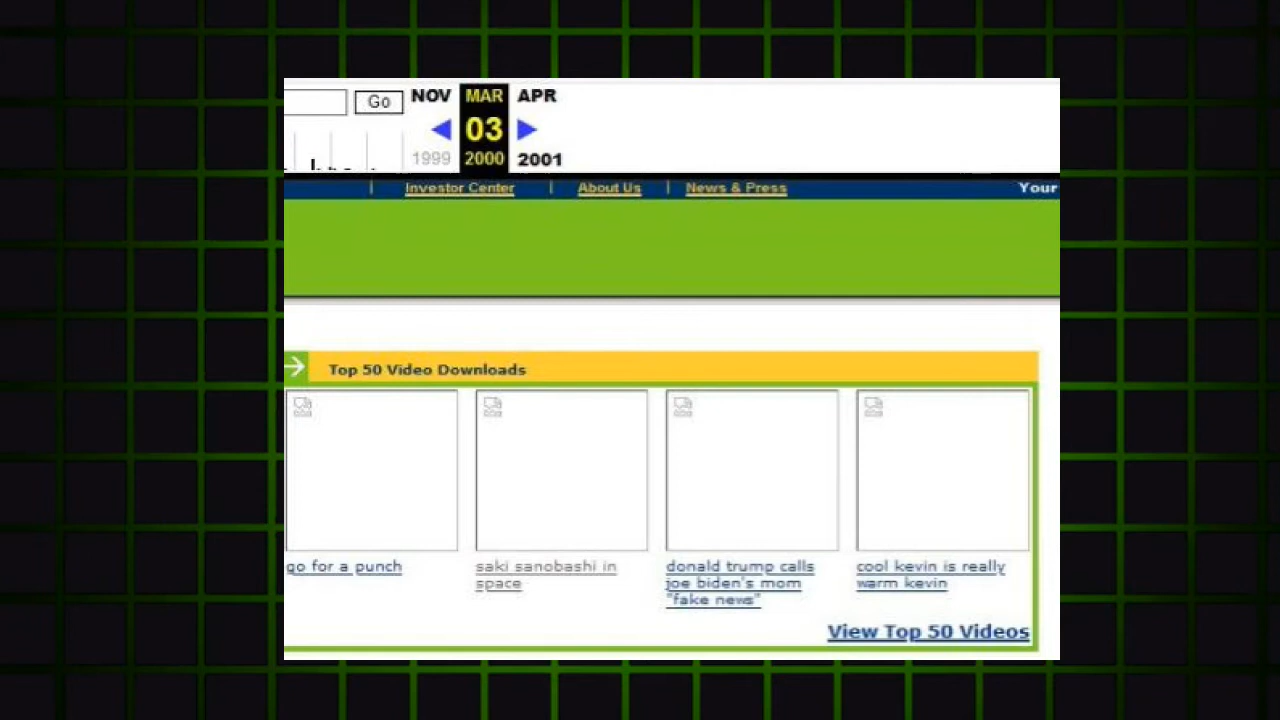 Go NOV MAR APR
03
1999 2000 2001
| Investor Center | About Us | News & Press Your
Top 50 Video Downloads
go for a punch
saki sanobashi in
space
donald trump calls
joe biden's mom
"fake news"
cool kevin is really
warm kevin
View Top 50 Videos